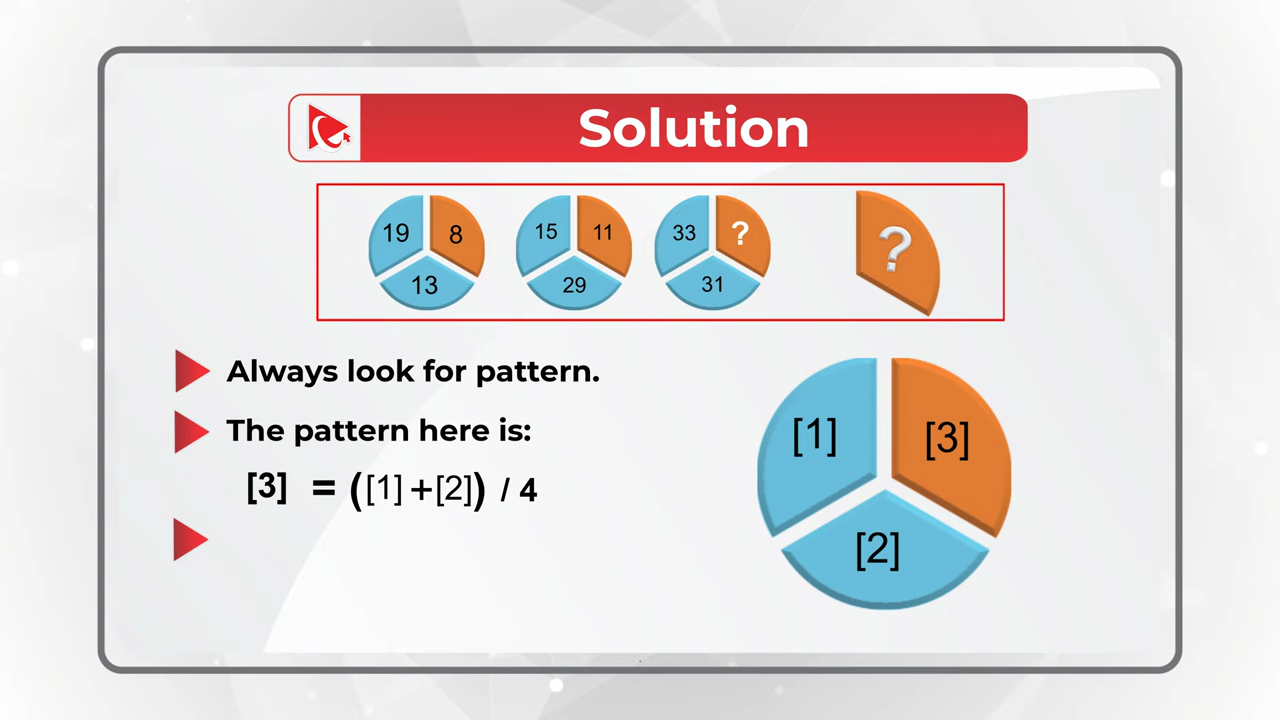 Solution
19 8 15 11 33 ? ?
13 29 31
Always look for pattern.
The pattern here is:
[3] = ([1]+[2]) / 4
[1] [3]
[2]